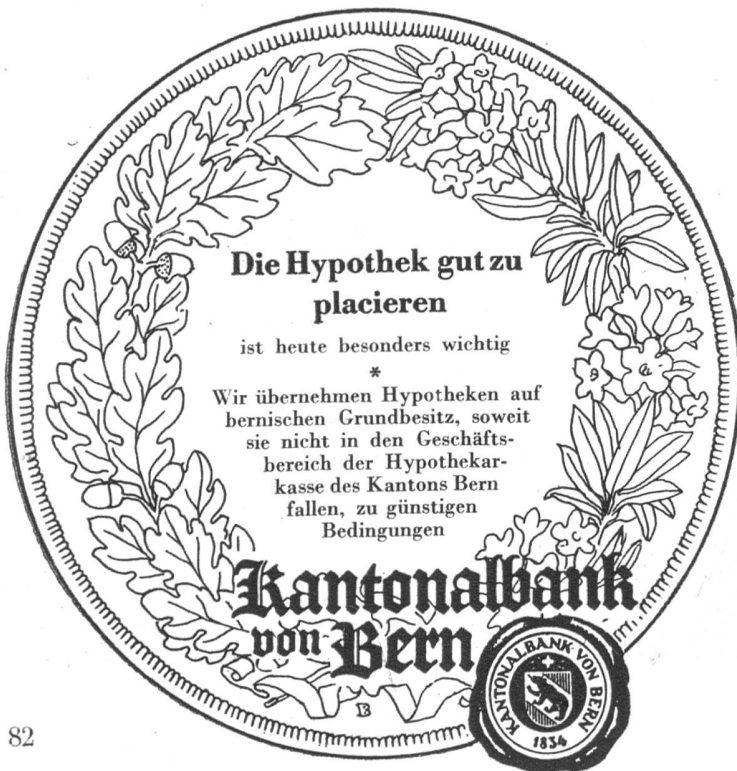 Die Hypothek gut zu
placieren
ist heute besonders wichtig
*
Wir übernehmen Hypotheken auf
bernischen Grundbesitz, soweit
sie nicht in den Geschäfts-
bereich der Hypothekar-
kasse des Kantons Bern
fallen, zu günstigen
Bedingungen
Kantonalbank
von Bern
B
KANTONALBANK VON BERN
1834
82